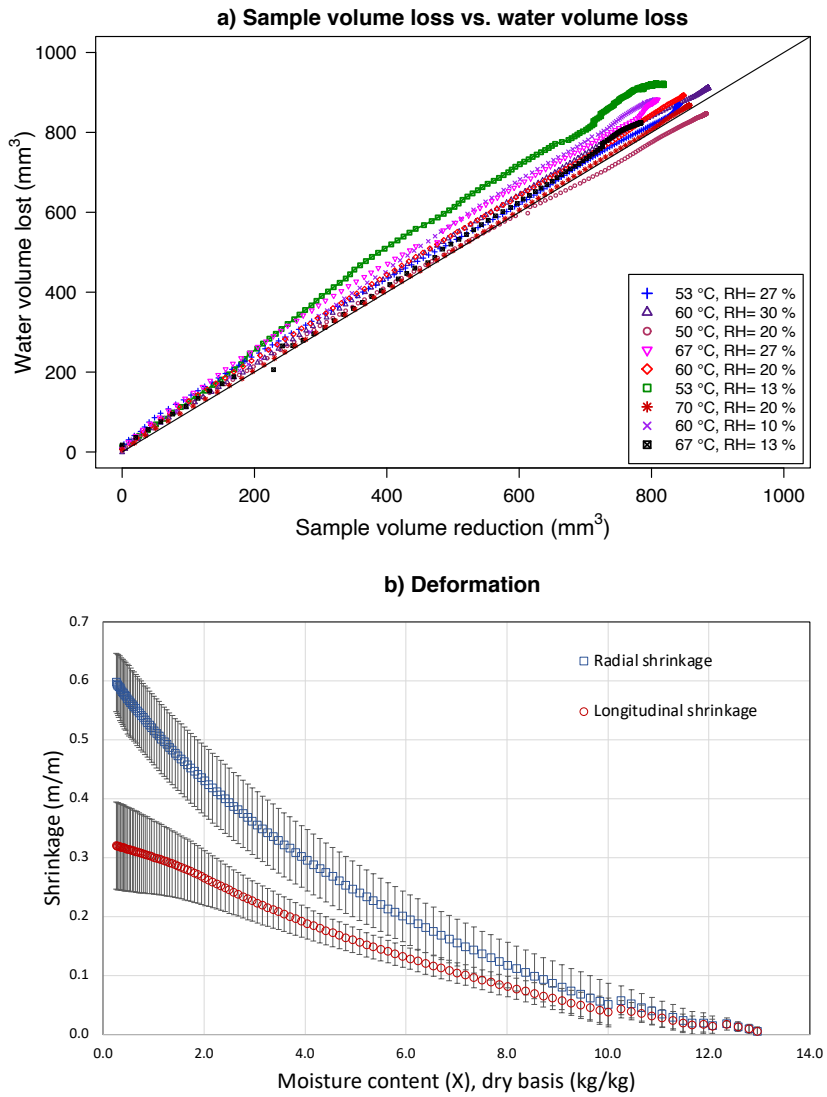 a) Sample volume loss vs. water volume loss
Water volume lost (mm³)
1000
800
600
400
200
0
0 200 400 600 800 1000
Sample volume reduction (mm³)
53 °C, RH= 27 %
60 °C, RH= 30 %
50 °C, RH= 20 %
67 °C, RH= 27 %
60 °C, RH= 20 %
53 °C, RH= 13 %
70 °C, RH= 20 %
60 °C, RH= 10 %
67 °C, RH= 13 %
b) Deformation
Shrinkage (m/m)
0.7
0.6
0.5
0.4
0.3
0.2
0.1
0.0
Radial shrinkage
Longitudinal shrinkage
0.0 2.0 4.0 6.0 8.0 10.0 12.0 14.0
Moisture content (X), dry basis (kg/kg)